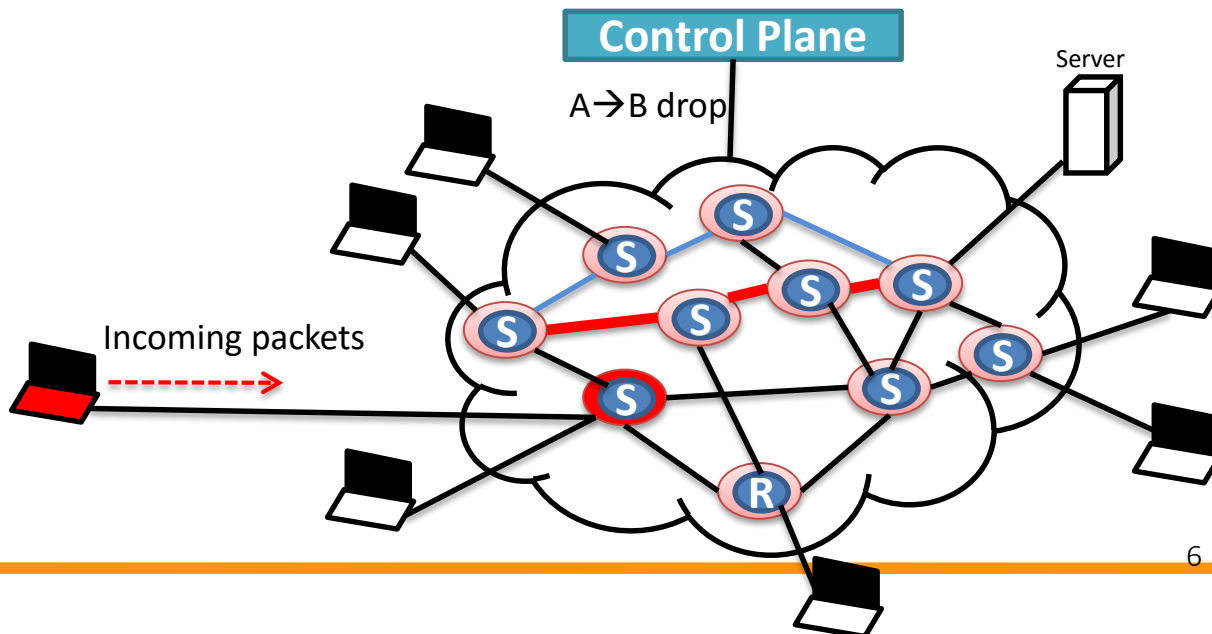 Control Plane
Server
A→B drop
S
S
S
S
S
S
Incoming packets
S
S
S
R
6